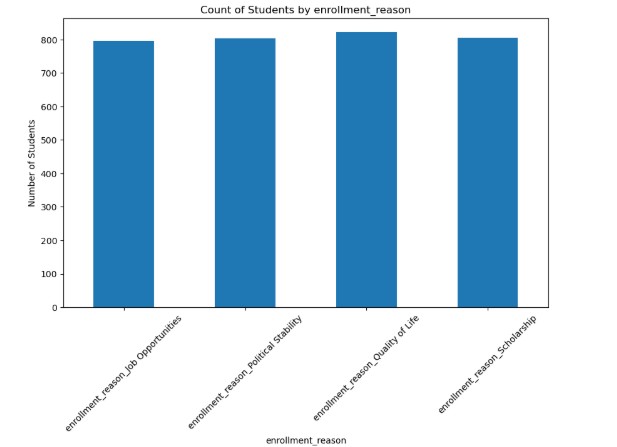 Count of Students by enrollment_reason
Number of Students
800
700
600
500
400
300
200
100
0
enrollment_reason_Job Opportunities
enrollment_reason_Political Stability
enrollment_reason_Quality of Life
enrollment_reason_Scholarship
enrollment_reason